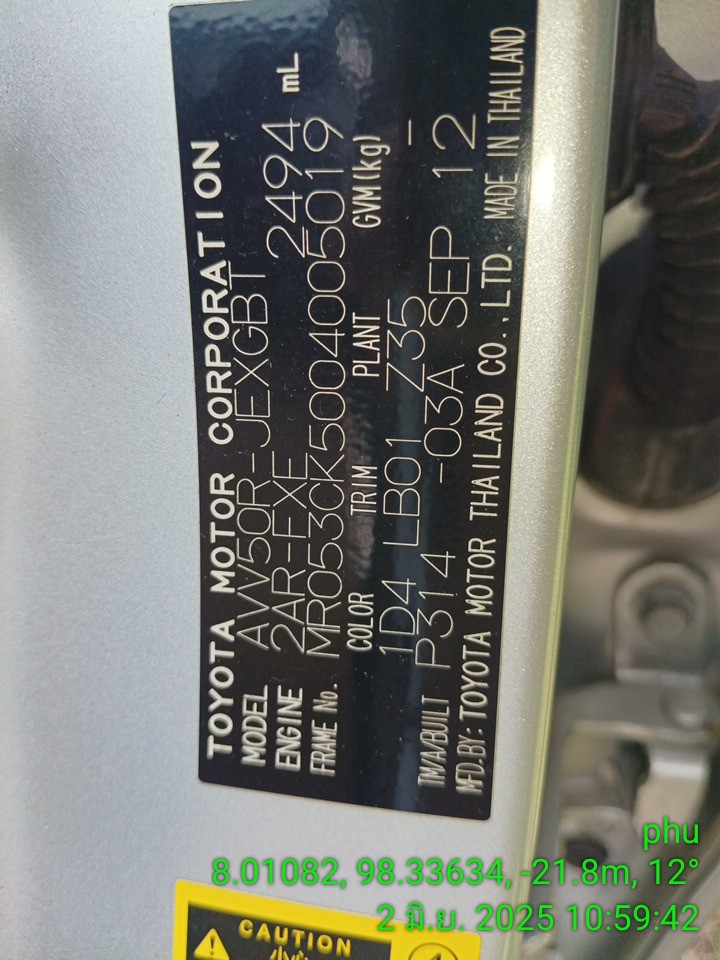 TOYOTA MOTOR CORPORATION
MODEL AVV50R-JEXGBT
ENGINE 2AR-FXE 2494 mL
FRAME No. MR053CK5004005019
COLOR TRIM PLANT GVM(kg)
1D4 LB01 Z35 -
TM/A/BUILT P314 -03A SEP 12
MFD.BY: TOYOTA MOTOR THAILAND CO.,LTD. MADE IN THAILAND
CAUTION
phu
8.01082, 98.33634, -21.8m, 12°
2 มิ.ย. 2025 10:59:42